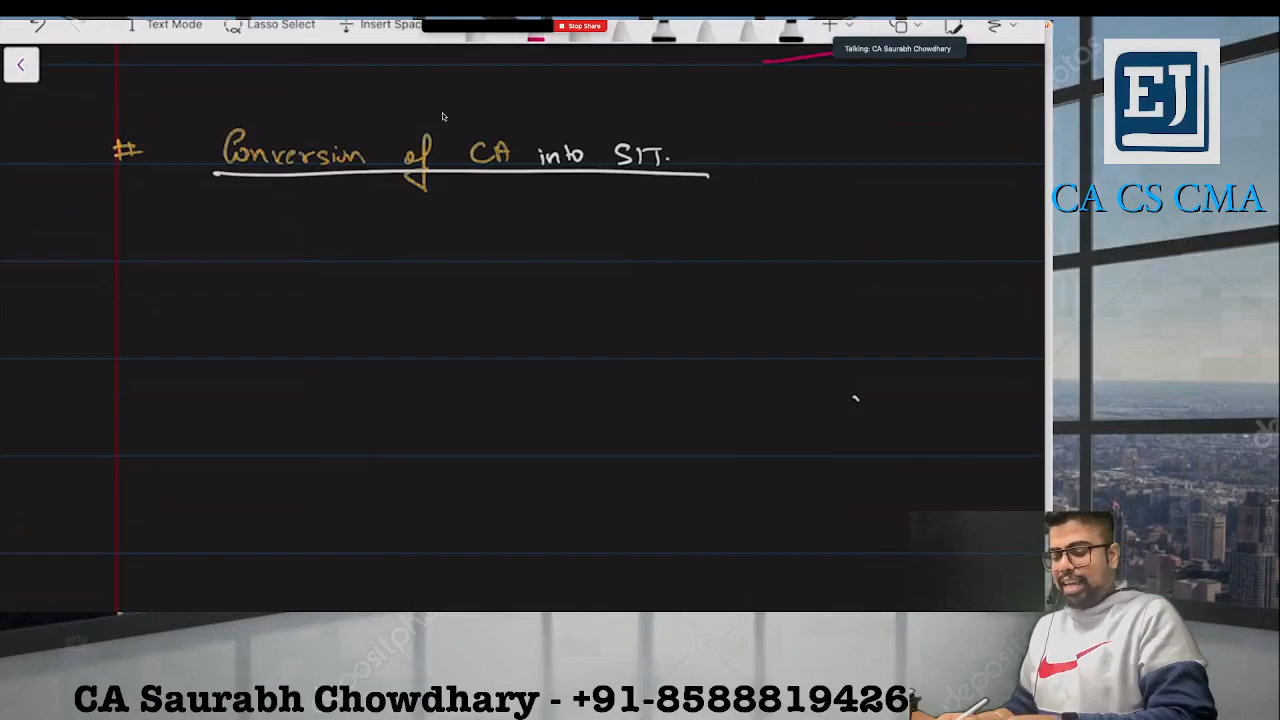 Text Mode Lasso Select Insert Spac Stop Share
Talking: CA Saurabh Chowdhary
# Conversion of CA into SIT.
EJ
CA CS CMA
depositphotos
CA Saurabh Chowdhary - +91-8588819426